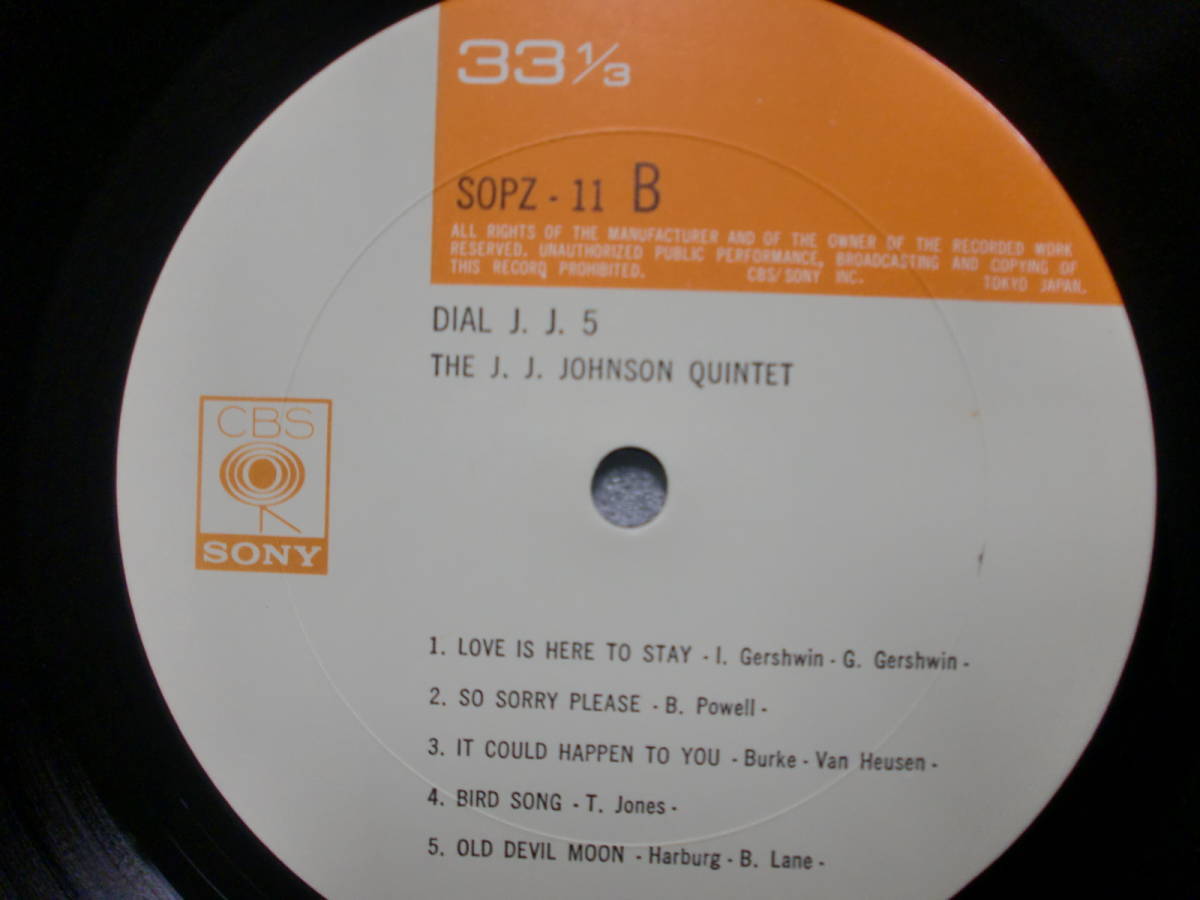 33 1/3
SOPZ - 11 B
ALL RIGHTS OF THE MANUFACTURER AND OF THE OWNER OF THE RECORDED WORK
RESERVED. UNAUTHORIZED PUBLIC PERFORMANCE, BROADCASTING AND COPYING OF
THIS RECORD PROHIBITED. CBS/SONY INC. TOKYO JAPAN.
DIAL J. J. 5
THE J. J. JOHNSON QUINTET
CBS
SONY
1. LOVE IS HERE TO STAY - I. Gershwin - G. Gershwin -
2. SO SORRY PLEASE - B. Powell -
3. IT COULD HAPPEN TO YOU - Burke - Van Heusen -
4. BIRD SONG - T. Jones -
5. OLD DEVIL MOON - Harburg - B. Lane -